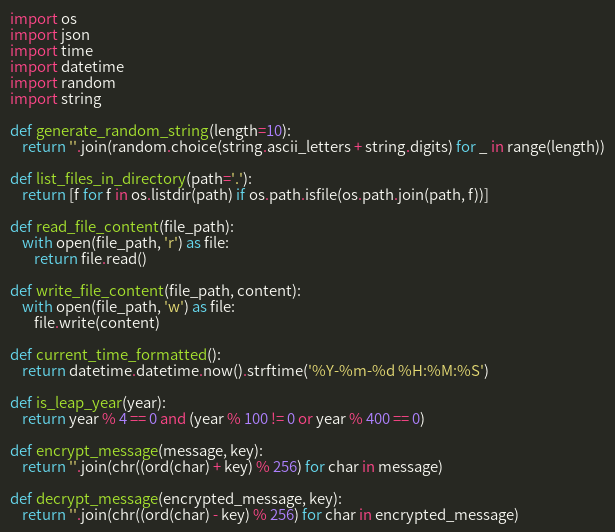 import os
import json
import time
import datetime
import random
import string

def generate_random_string(length=10):
    return ''.join(random.choice(string.ascii_letters + string.digits) for _ in range(length))

def list_files_in_directory(path='.'):
    return [f for f in os.listdir(path) if os.path.isfile(os.path.join(path, f))]

def read_file_content(file_path):
    with open(file_path, 'r') as file:
        return file.read()

def write_file_content(file_path, content):
    with open(file_path, 'w') as file:
        file.write(content)

def current_time_formatted():
    return datetime.datetime.now().strftime('%Y-%m-%d %H:%M:%S')

def is_leap_year(year):
    return year % 4 == 0 and (year % 100 != 0 or year % 400 == 0)

def encrypt_message(message, key):
    return ''.join(chr((ord(char) + key) % 256) for char in message)

def decrypt_message(encrypted_message, key):
    return ''.join(chr((ord(char) - key) % 256) for char in encrypted_message)